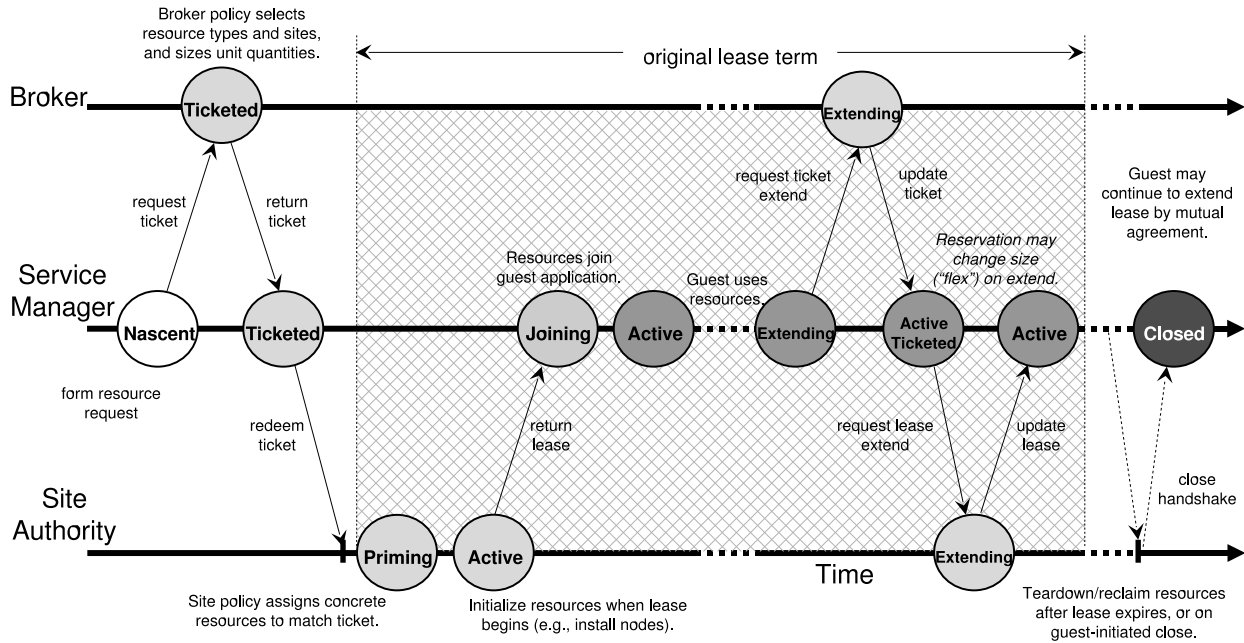 Broker policy selects
resource types and sites,
and sizes unit quantities.
original lease term
Broker
Ticketed
Extending
request
ticket
return
ticket
request ticket
extend
update
ticket
Guest may
continue to extend
lease by mutual
agreement.
Resources join
guest application.
Reservation may
change size
("flex") on extend.
Guest uses
resources.
Service
Manager
Nascent
Ticketed
Joining
Active
Extending
Active
Ticketed
Active
Closed
form resource
request
redeem
ticket
return
lease
request lease
extend
update
lease
close
handshake
Site
Authority
Priming
Active
Extending
Time
Site policy assigns concrete
resources to match ticket.
Initialize resources when lease
begins (e.g., install nodes).
Teardown/reclaim resources
after lease expires, or on
guest-initiated close.